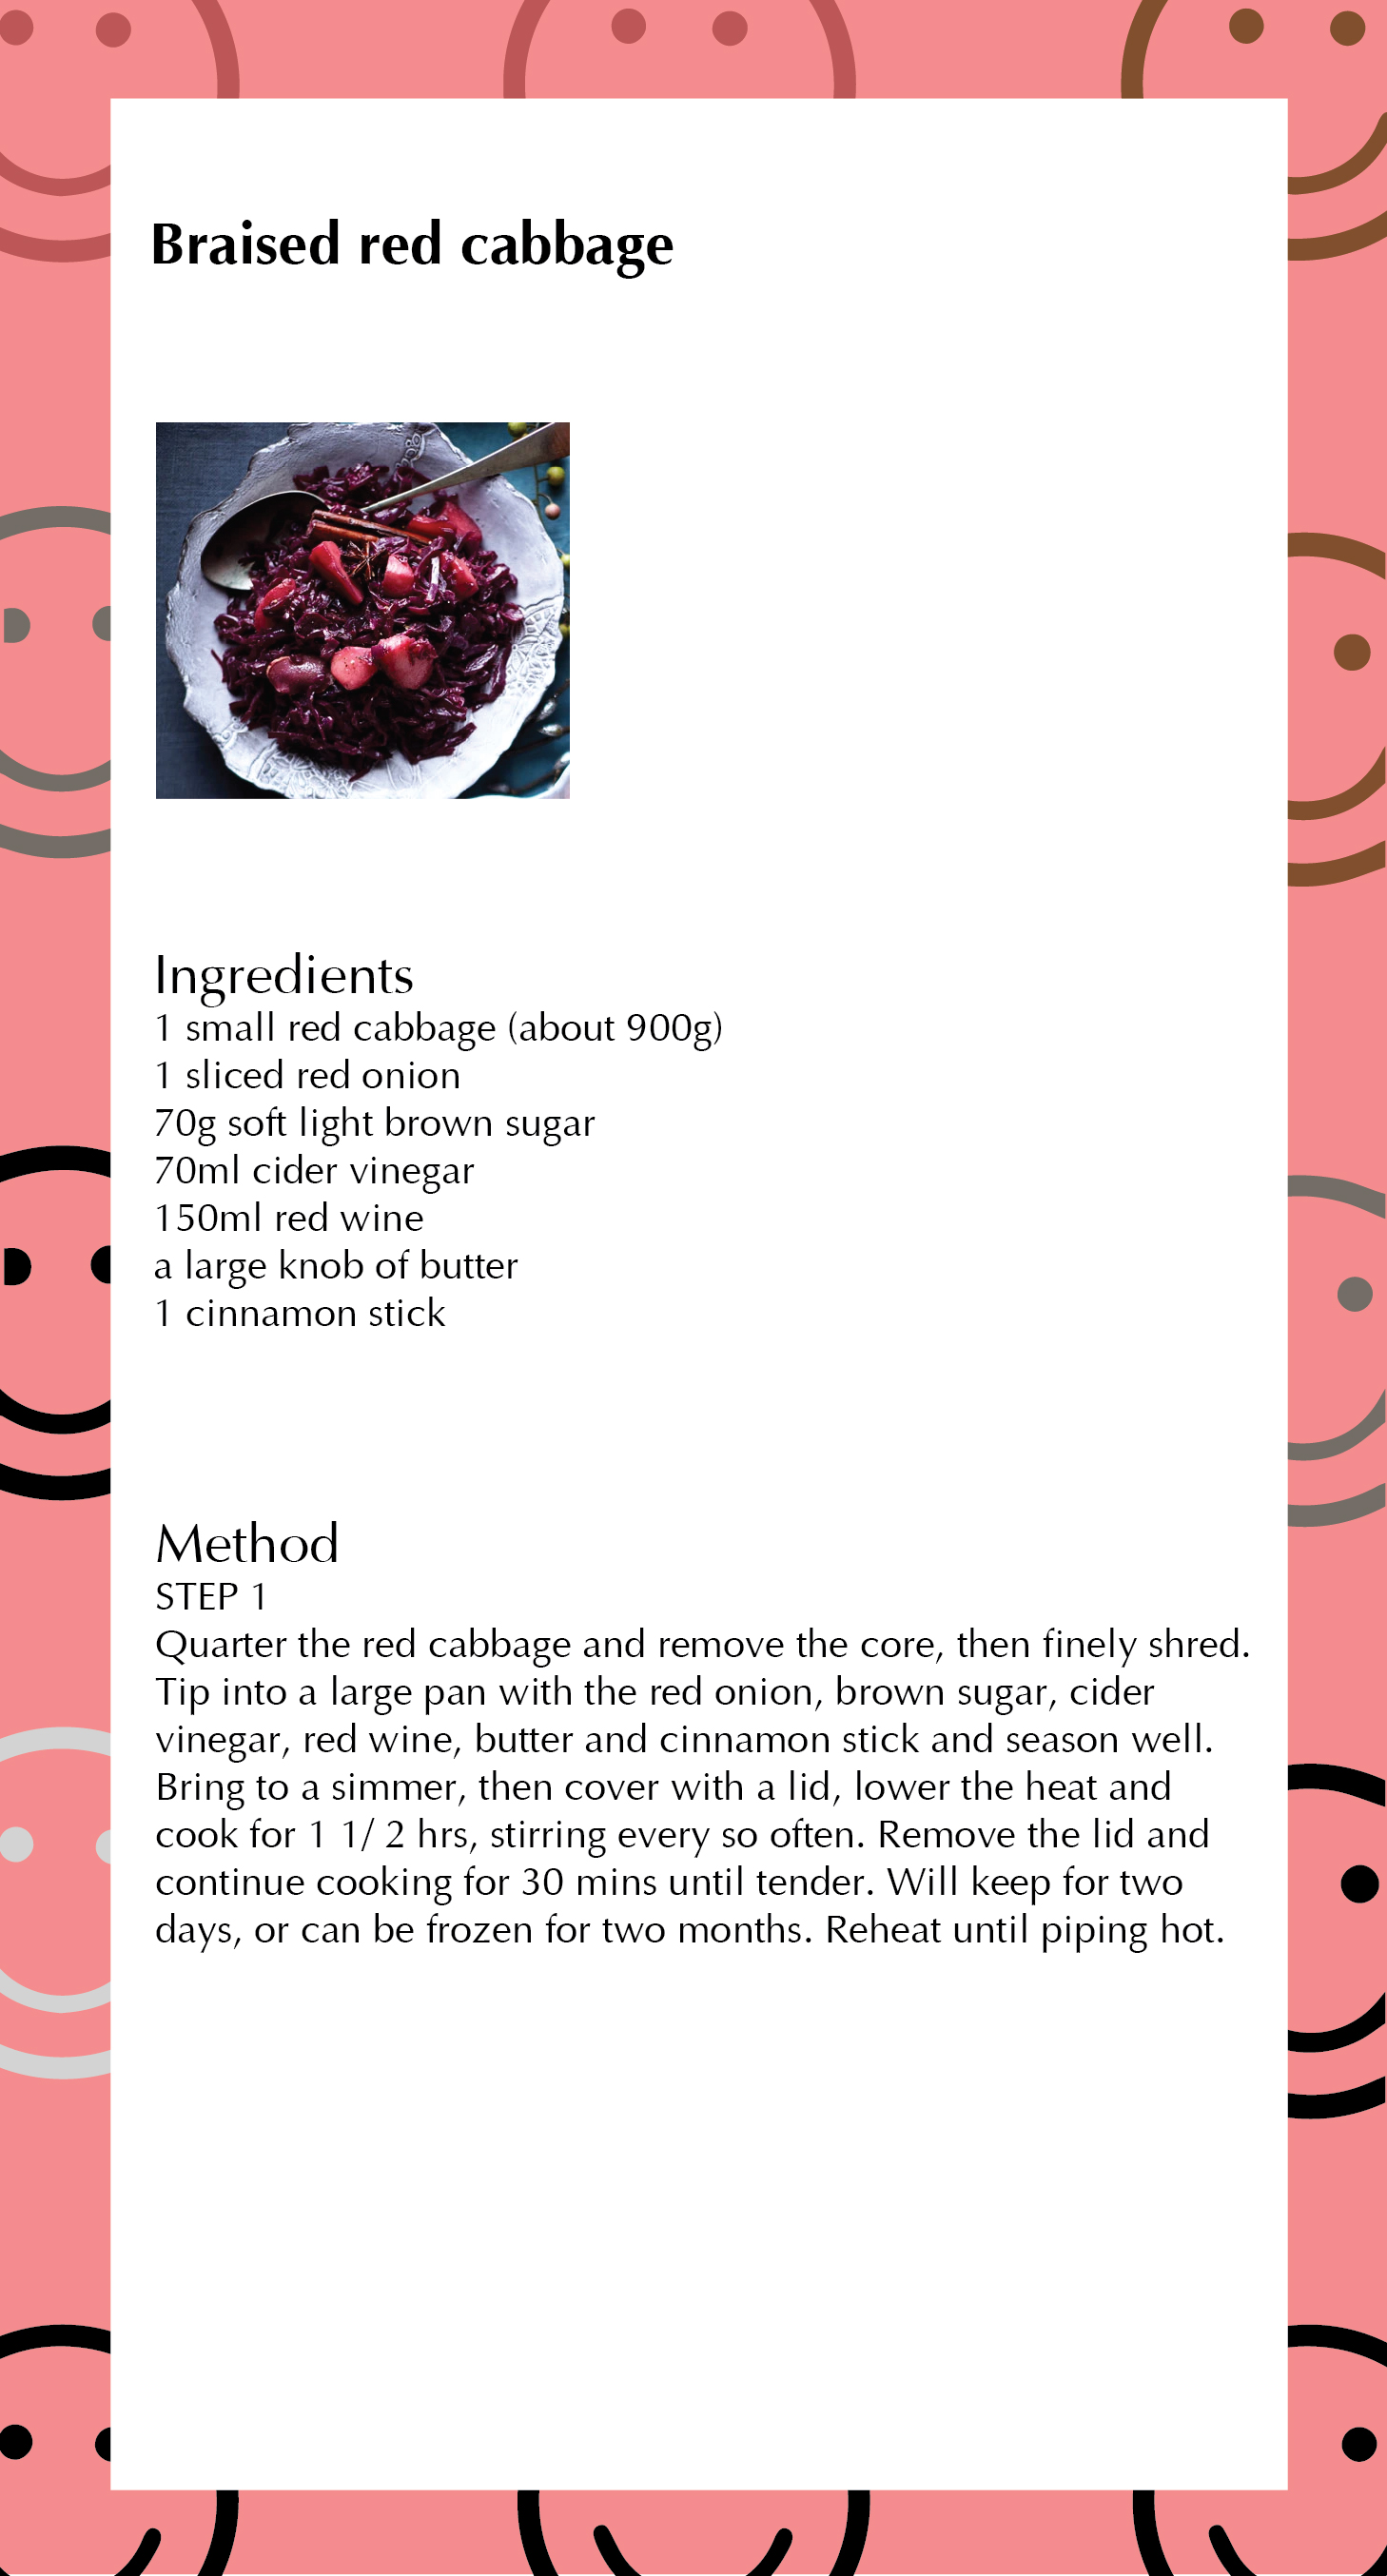 Braised red cabbage
Ingredients
1 small red cabbage (about 900g)
1 sliced red onion
70g soft light brown sugar
70ml cider vinegar
150ml red wine
a large knob of butter
1 cinnamon stick
Method
STEP 1
Quarter the red cabbage and remove the core, then finely shred.
Tip into a large pan with the red onion, brown sugar, cider
vinegar, red wine, butter and cinnamon stick and season well.
Bring to a simmer, then cover with a lid, lower the heat and
cook for 1 1/ 2 hrs, stirring every so often. Remove the lid and
continue cooking for 30 mins until tender. Will keep for two
days, or can be frozen for two months. Reheat until piping hot.